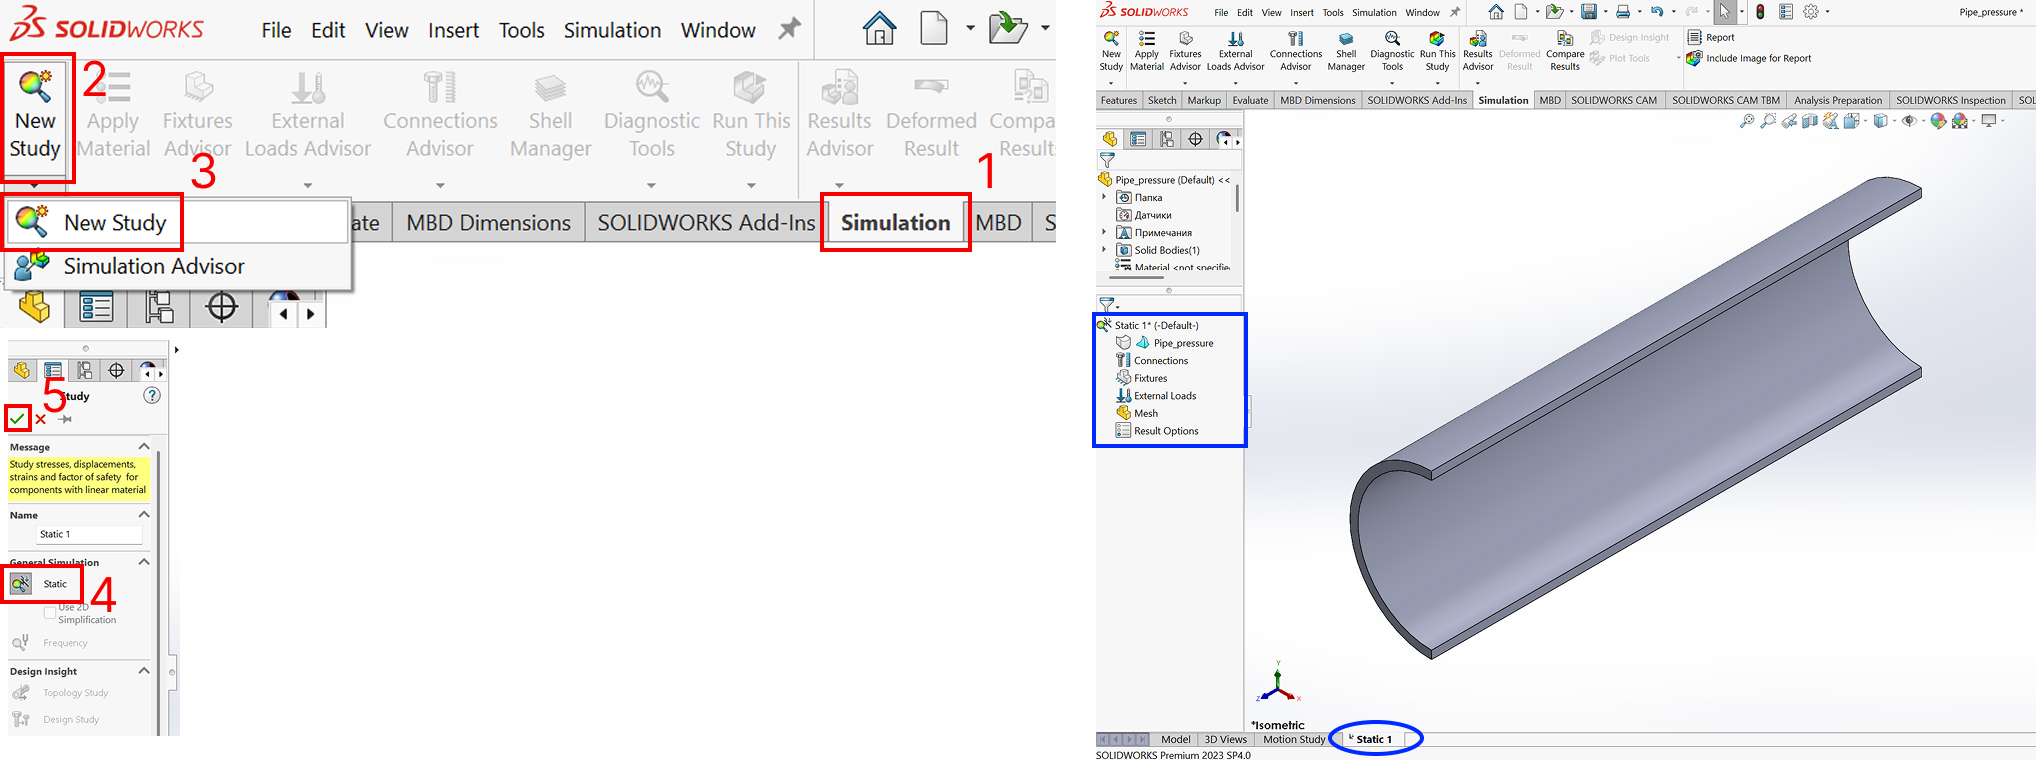 SOLIDWORKS
File Edit View Insert Tools Simulation Window
2
New Study
Apply Material
Fixtures Advisor
External Loads Advisor
Connections Advisor
Shell Manager
Diagnostic Tools
Run This Study
Results Advisor
Deformed Result
3
1
New Study
MBD Dimensions
SOLIDWORKS Add-Ins
Simulation
MBD
Simulation Advisor
5
Study
?
Message
Study stresses, displacements,
strains and factor of safety for
components with linear material
Name
Static 1
General Simulation
Static
4
Use 2D
Simplification
Frequency
Design Insight
Topology Study
Design Study
SOLIDWORKS
File Edit View Insert Tools Simulation Window
Pipe_pressure *
New Study
Apply Material
Fixtures Advisor
External Loads Advisor
Connections Advisor
Shell Manager
Diagnostic Tools
Run This Study
Results Advisor
Deformed Result
Compare Results
Design Insight
Plot Tools
Report
Include Image for Report
Features Sketch Markup Evaluate MBD Dimensions SOLIDWORKS Add-Ins Simulation MBD SOLIDWORKS CAM SOLIDWORKS CAM TBM Analysis Preparation SOLIDWORKS Inspection
Pipe_pressure (Default) <<
Папка
Датчики
Примечания
Solid Bodies(1)
Material <not specifie
Static 1* (-Default-)
Pipe_pressure
Connections
Fixtures
External Loads
Mesh
Result Options
Y
Z
X
*Isometric
Model 3D Views Motion Study Static 1
SOLIDWORKS Premium 2023 SP4.0